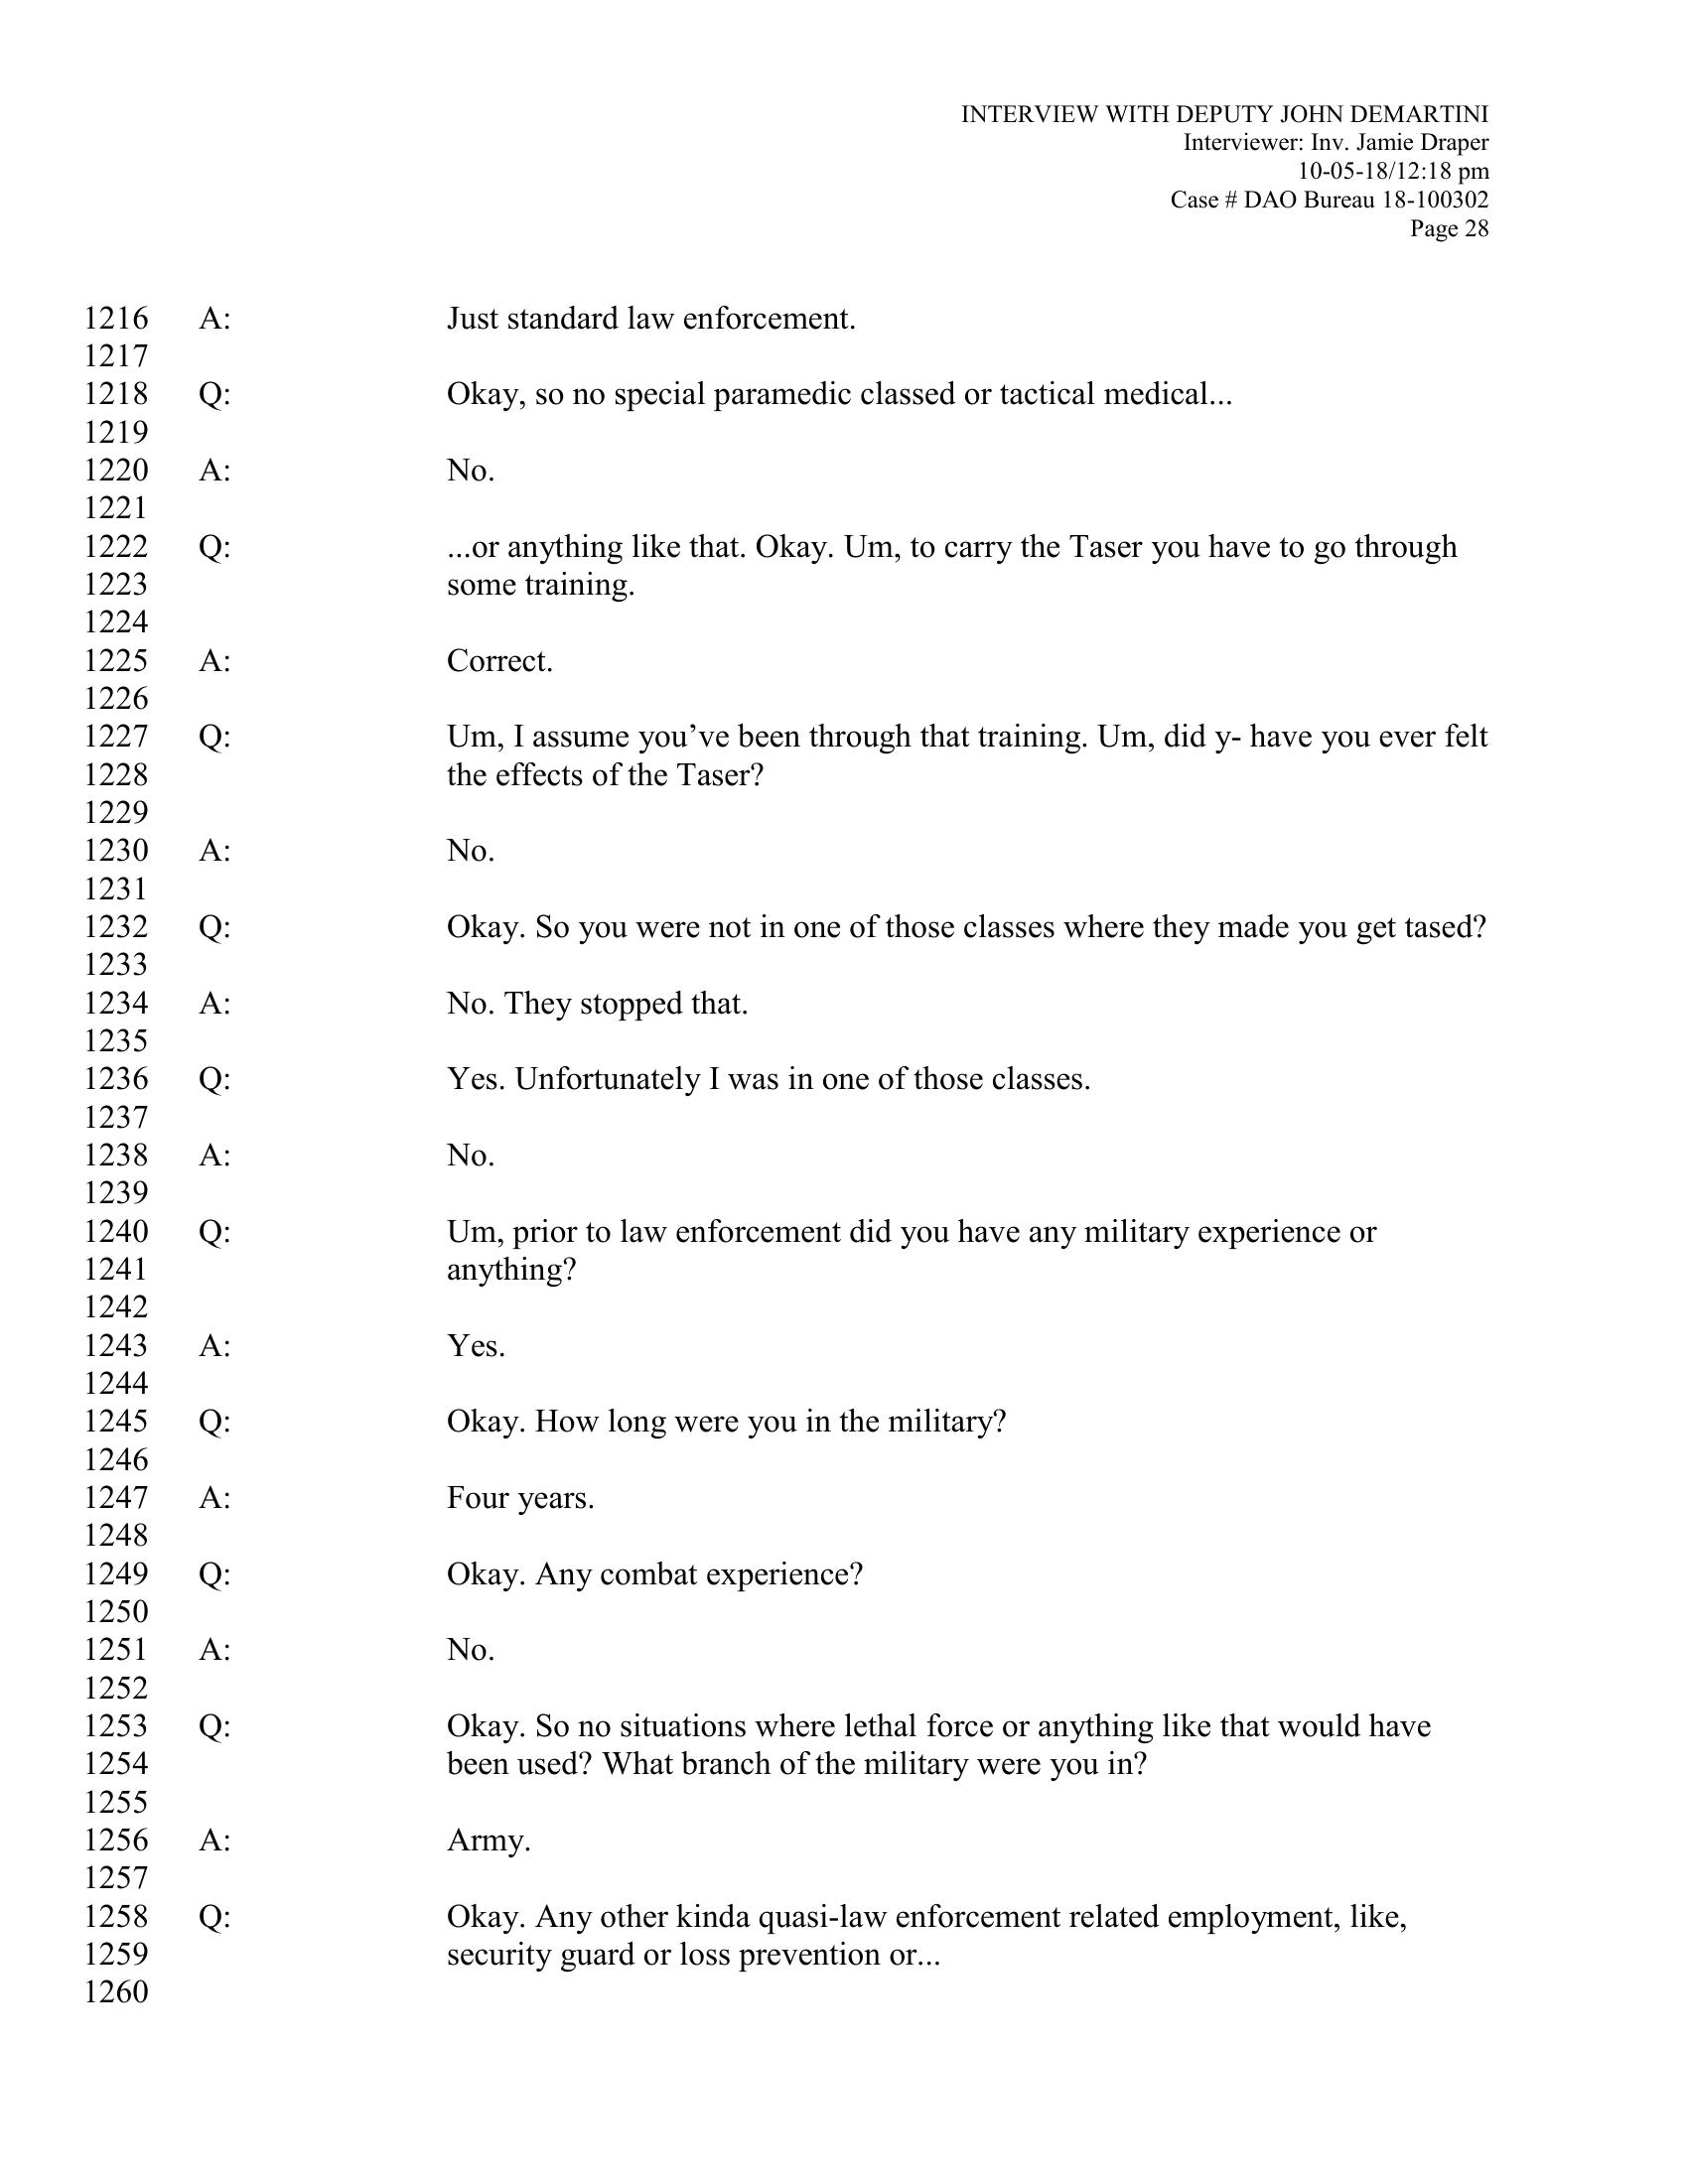 INTERVIEW WITH DEPUTY JOHN DEMARTINI
Interviewer: Inv. Jamie Draper
10-05-18/12:18 pm
Case # DAO Bureau 18-100302
Page 28
1216 A: Just standard law enforcement.
1217
1218 Q: Okay, so no special paramedic classed or tactical medical...
1219
1220 A: No.
1221
1222 Q: ...or anything like that. Okay. Um, to carry the Taser you have to go through
1223 some training.
1224
1225 A: Correct.
1226
1227 Q: Um, I assume you’ve been through that training. Um, did y- have you ever felt
1228 the effects of the Taser?
1229
1230 A: No.
1231
1232 Q: Okay. So you were not in one of those classes where they made you get tased?
1233
1234 A: No. They stopped that.
1235
1236 Q: Yes. Unfortunately I was in one of those classes.
1237
1238 A: No.
1239
1240 Q: Um, prior to law enforcement did you have any military experience or
1241 anything?
1242
1243 A: Yes.
1244
1245 Q: Okay. How long were you in the military?
1246
1247 A: Four years.
1248
1249 Q: Okay. Any combat experience?
1250
1251 A: No.
1252
1253 Q: Okay. So no situations where lethal force or anything like that would have
1254 been used? What branch of the military were you in?
1255
1256 A: Army.
1257
1258 Q: Okay. Any other kinda quasi-law enforcement related employment, like,
1259 security guard or loss prevention or...
1260